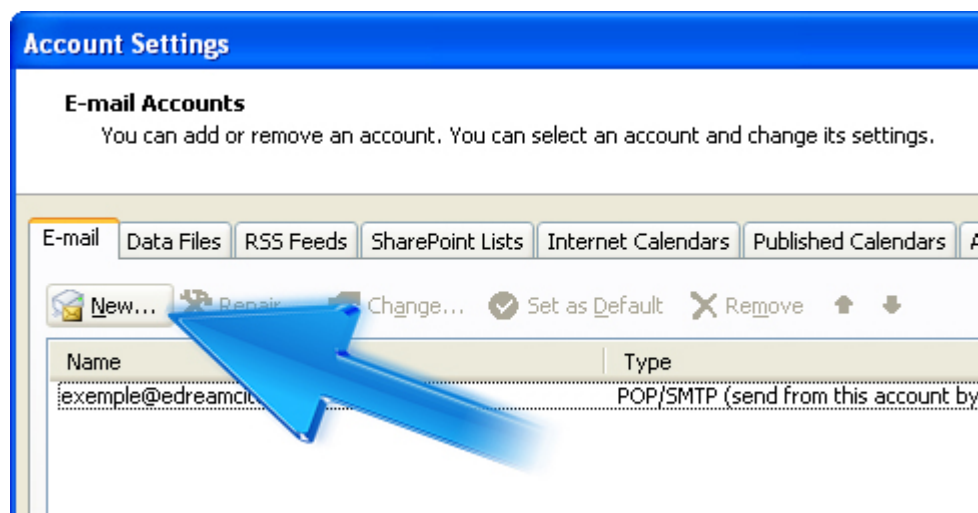 Account Settings
E-mail Accounts
You can add or remove an account. You can select an account and change its settings.
E-mail Data Files RSS Feeds SharePoint Lists Internet Calendars Published Calendars A
New... Repair Change... Set as Default Remove
Name Type
POP/SMTP (send from this account by